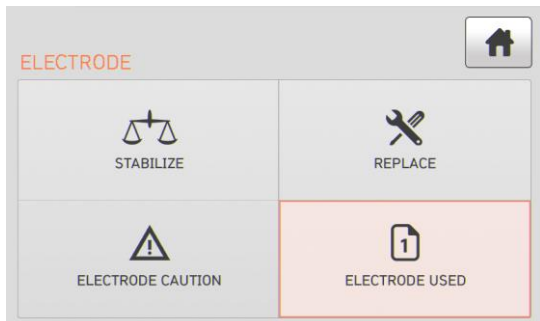 ELECTRODE
STABILIZE
REPLACE
ELECTRODE CAUTION
1
ELECTRODE USED